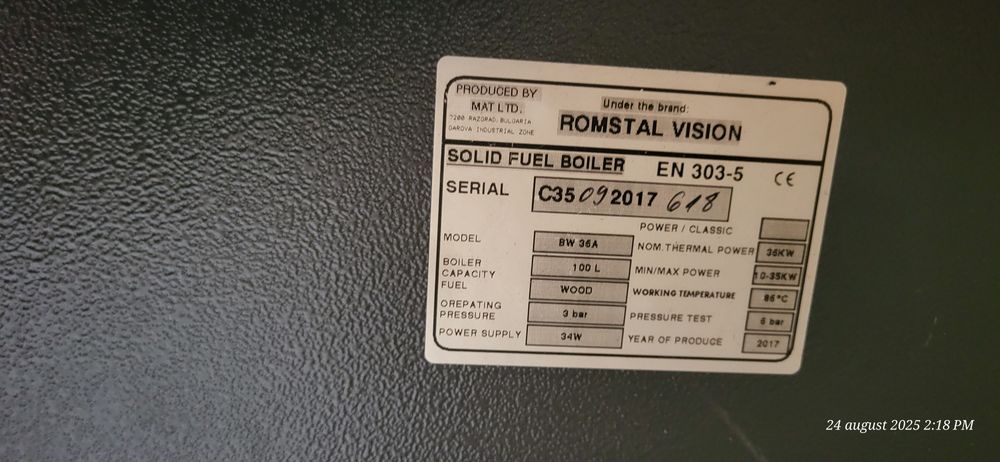 PRODUCED BY
MAT LTD.
7200 RAZGRAD, BULGARIA
GAROVA INDUSTRIAL ZONE
Under the brand:
ROMSTAL VISION
SOLID FUEL BOILER EN 303-5 CE
SERIAL C35 09 2017 618
POWER / CLASSIC
MODEL BW 36A
NOM. THERMAL POWER 36KW
BOILER CAPACITY 100 L
MIN/MAX POWER 10-35KW
FUEL WOOD
WORKING TEMPERATURE 85°C
OREPATING PRESSURE 3 bar
PRESSURE TEST 6 bar
POWER SUPPLY 34W
YEAR OF PRODUCE 2017
24 august 2025 2:18 PM